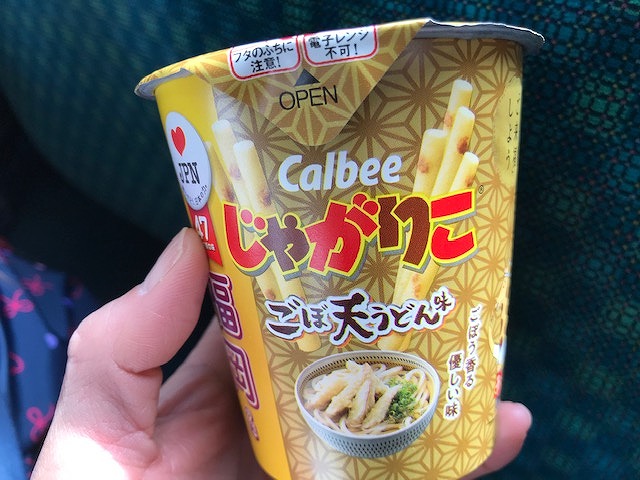 フタのふちに
注意！
電子レンジ
不可！
OPEN
JPN
Calbee
じゃがりこ
®
47
福岡
ごぼ天うどん味
ごぼう香る
優しい味